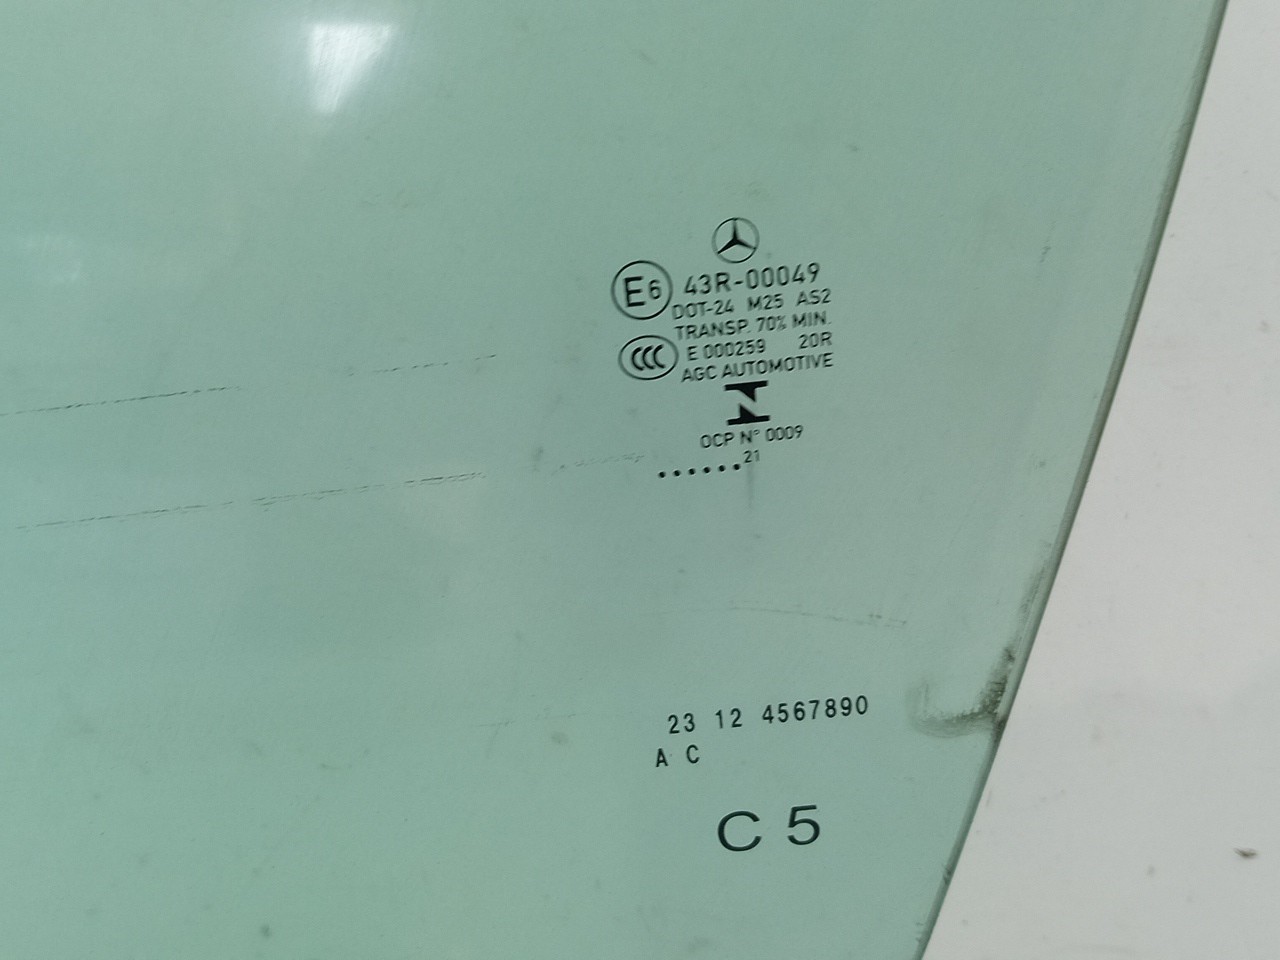 E6 43R-00049
DOT-24 M25 AS2
TRANSP. 70% MIN.
CCC E 000259 20R
AGC AUTOMOTIVE
OCP N° 0009
......21
23 12 4567890
A C
C 5